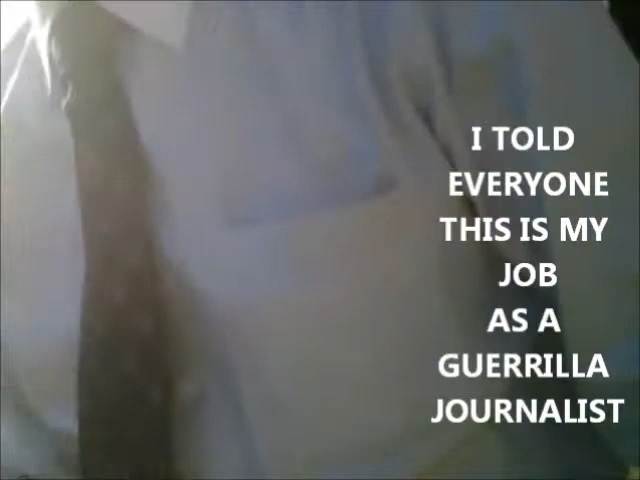 I TOLD
EVERYONE
THIS IS MY
JOB
AS A
GUERRILLA
JOURNALIST